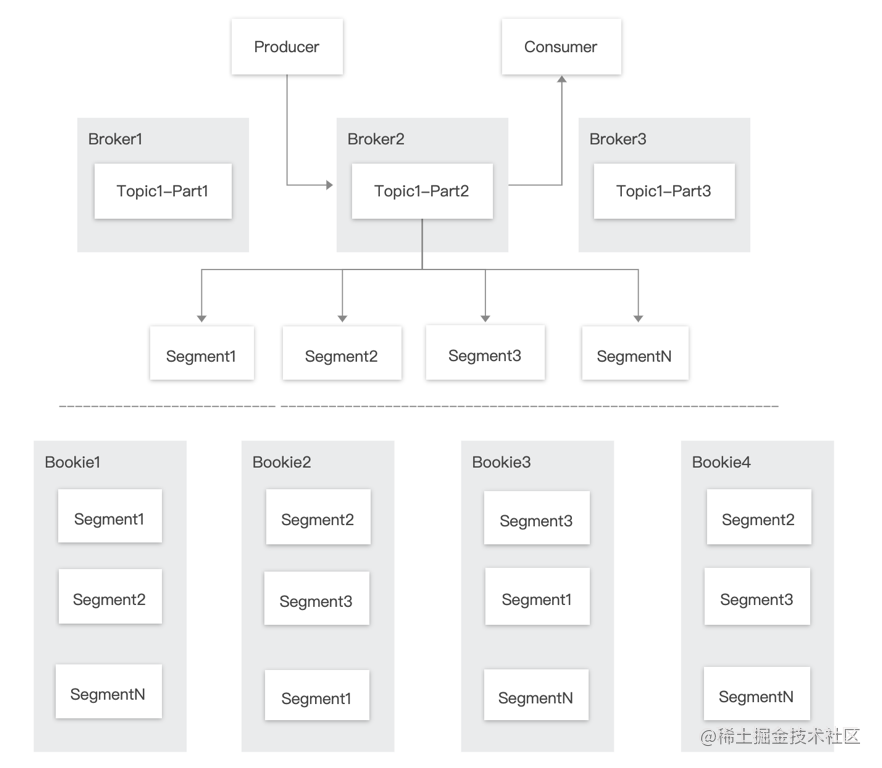 Producer
Consumer
Broker1
Broker2
Broker3
Topic1-Part1
Topic1-Part2
Topic1-Part3
Segment1
Segment2
Segment3
SegmentN
Bookie1
Bookie2
Bookie3
Bookie4
Segment1
Segment2
Segment3
Segment2
Segment2
Segment3
Segment1
Segment3
SegmentN
Segment1
SegmentN
SegmentN
@稀土掘金技术社区